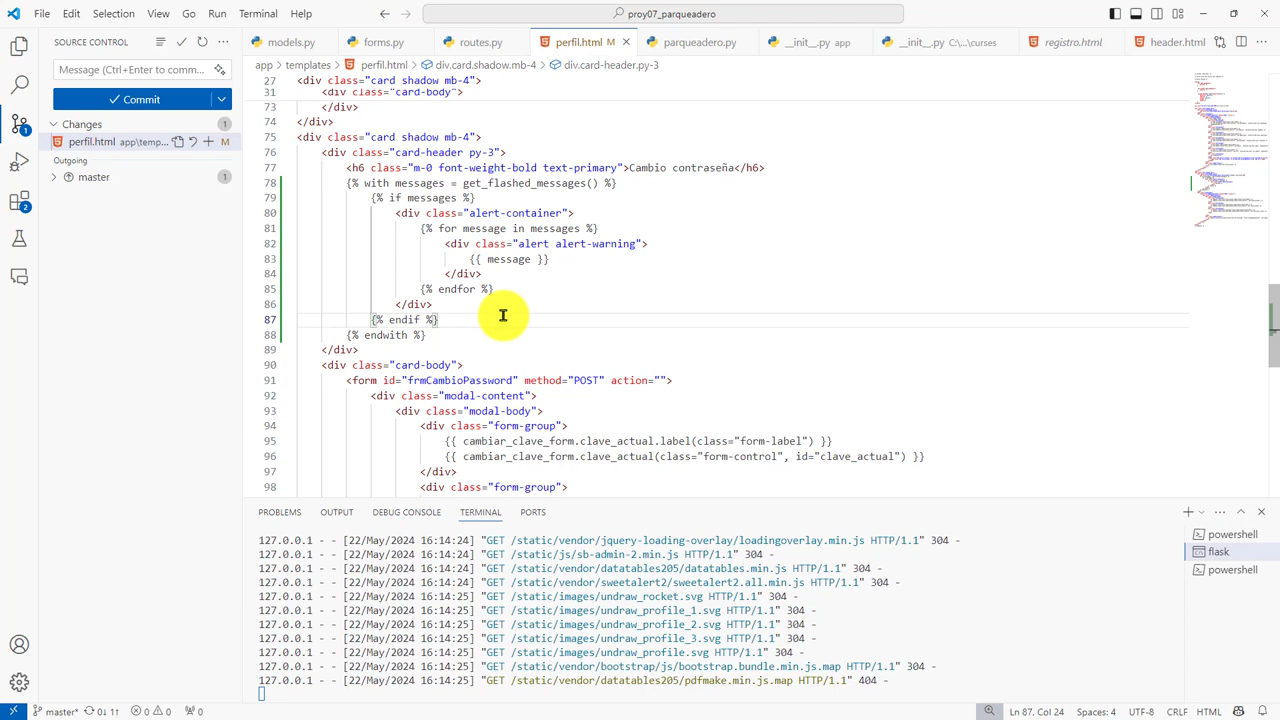 File Edit Selection View Go Run Terminal Help
proy07_parqueadero
SOURCE CONTROL
models.py forms.py routes.py perfil.html M parqueadero.py __init__.py app __init__.py C:\...\curses registro.html header.html
app > templates > perfil.html > div.card.shadow.mb-4 > div.card-header.py-3
Message (Ctrl+Enter to comm...
Commit
Changes 1
perfil.html app\temp... M
Outgoing
master 1
27 <div class="card shadow mb-4">
31 <div class="card-body">
73 </div>
74 </div>
75 <div class="card shadow mb-4">
78 {% with messages = get_flashed_messages() %}
79 {% if messages %}
80 <div class="alert-container">
81 {% for message in messages %}
82 <div class="alert alert-warning">
83 {{ message }}
84 </div>
85 {% endfor %}
86 </div>
87 {% endif %}
88 {% endwith %}
89 </div>
90 <div class="card-body">
91 <form id="frmCambioPassword" method="POST" action="">
92 <div class="modal-content">
93 <div class="modal-body">
94 <div class="form-group">
95 {{ cambiar_clave_form.clave_actual.label(class="form-label") }}
96 {{ cambiar_clave_form.clave_actual(class="form-control", id="clave_actual") }}
97 </div>
98 <div class="form-group">
PROBLEMS OUTPUT DEBUG CONSOLE TERMINAL PORTS
127.0.0.1 - - [22/May/2024 16:14:24] "GET /static/vendor/jquery-loading-overlay/loadingoverlay.min.js HTTP/1.1" 304 -
127.0.0.1 - - [22/May/2024 16:14:24] "GET /static/js/sb-admin-2.min.js HTTP/1.1" 304 -
127.0.0.1 - - [22/May/2024 16:14:24] "GET /static/vendor/datatables205/datatables.min.js HTTP/1.1" 304 -
127.0.0.1 - - [22/May/2024 16:14:24] "GET /static/vendor/sweetalert2/sweetalert2.all.min.js HTTP/1.1" 304 -
127.0.0.1 - - [22/May/2024 16:14:25] "GET /static/images/undraw_rocket.svg HTTP/1.1" 304 -
127.0.0.1 - - [22/May/2024 16:14:25] "GET /static/images/undraw_profile_1.svg HTTP/1.1" 304 -
127.0.0.1 - - [22/May/2024 16:14:25] "GET /static/images/undraw_profile_2.svg HTTP/1.1" 304 -
127.0.0.1 - - [22/May/2024 16:14:25] "GET /static/images/undraw_profile_3.svg HTTP/1.1" 304 -
127.0.0.1 - - [22/May/2024 16:14:25] "GET /static/images/undraw_profile.svg HTTP/1.1" 304 -
127.0.0.1 - - [22/May/2024 16:14:25] "GET /static/vendor/bootstrap/js/bootstrap.bundle.min.js.map HTTP/1.1" 304 -
127.0.0.1 - - [22/May/2024 16:14:25] "GET /static/vendor/datatables205/pdfmake.min.js.map HTTP/1.1" 404 -
powershell
flask
powershell
master* 0↓ 1↑ 0 0 0 Ln 87, Col 24 Spaces: 4 UTF-8 CRLF HTML